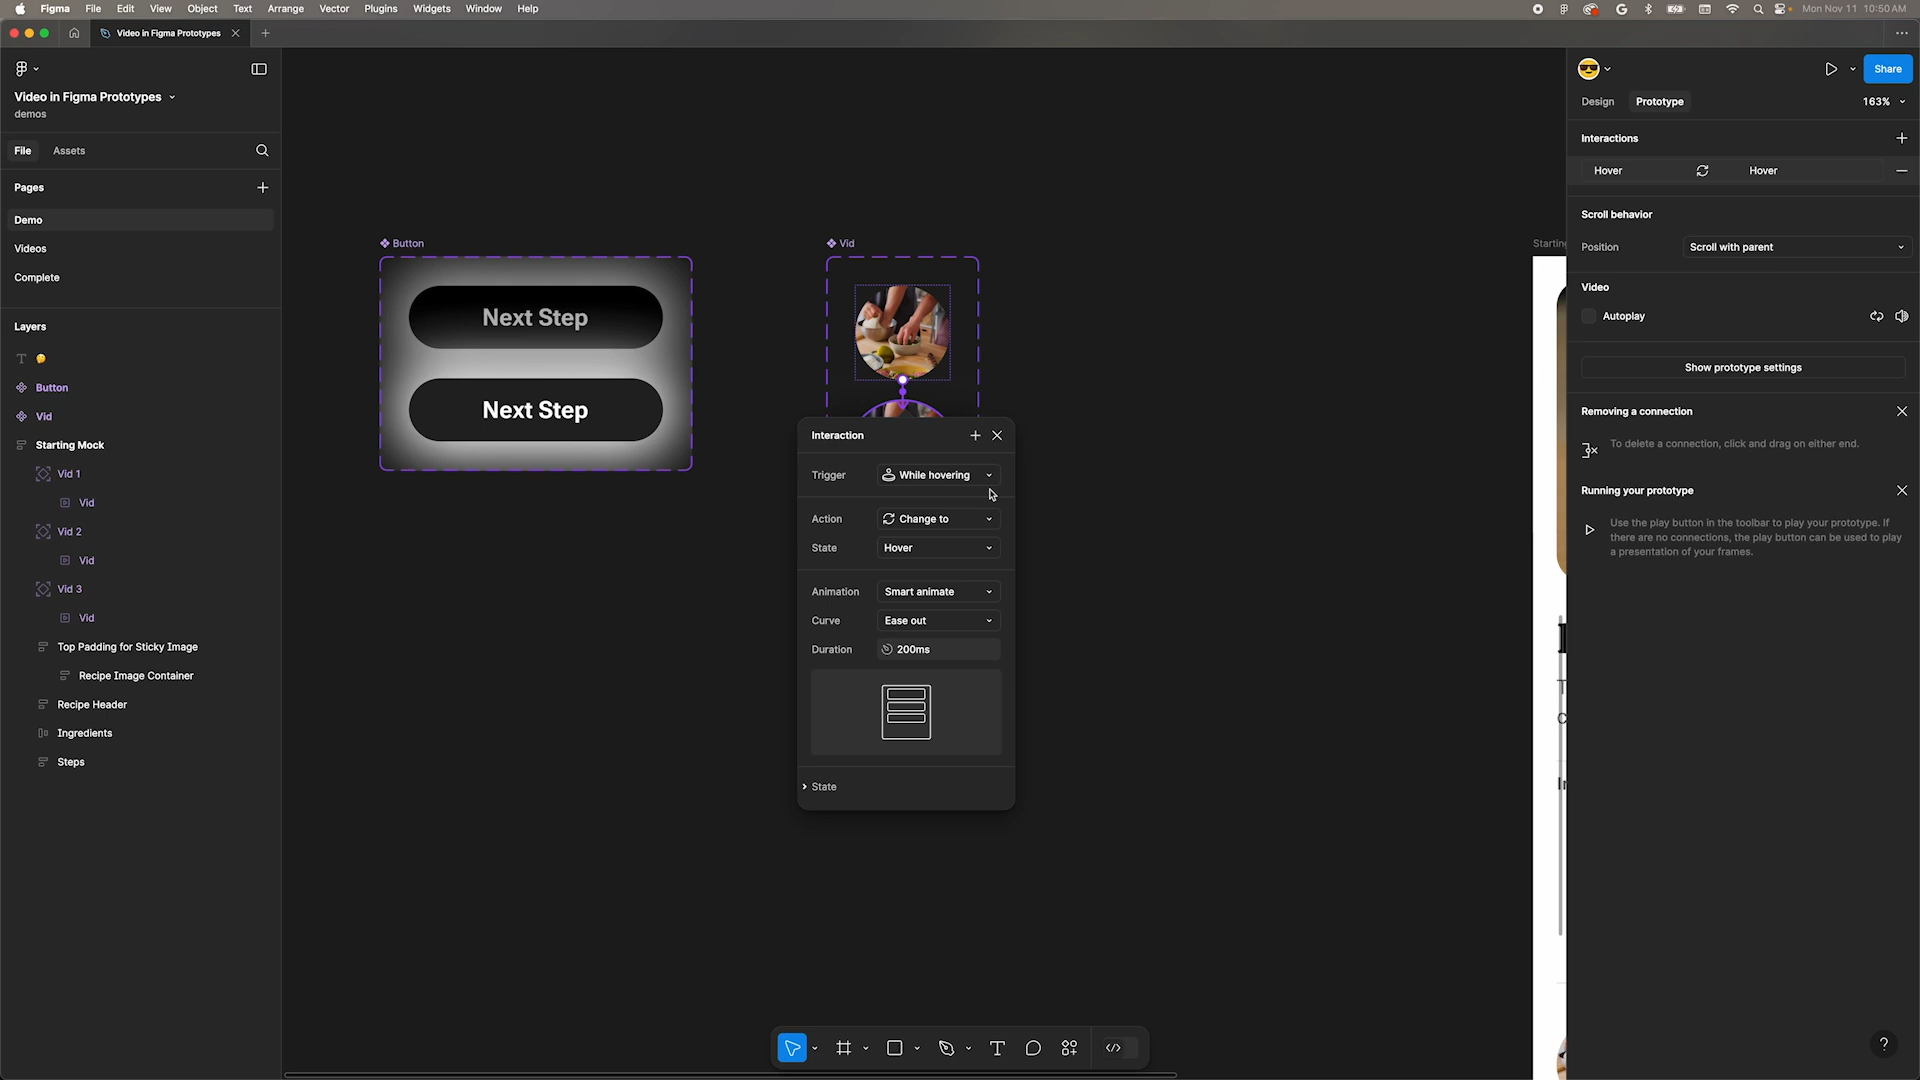 Figma File Edit View Object Text Arrange Vector Plugins Widgets Window Help
Mon Nov 11 10:50 AM
Video in Figma Prototypes
Video in Figma Prototypes
demos
File Assets
Pages
Demo
Videos
Complete
Layers
Button
Vid
Starting Mock
Vid 1
Vid
Vid 2
Vid
Vid 3
Vid
Top Padding for Sticky Image
Recipe Image Container
Recipe Header
Ingredients
Steps
Button
Next Step
Next Step
Vid
Interaction
Trigger While hovering
Action Change to
State Hover
Animation Smart animate
Curve Ease out
Duration 200ms
State
Share
Design Prototype 163%
Interactions
Hover Hover
Scroll behavior
Position Scroll with parent
Video
Autoplay
Show prototype settings
Removing a connection
To delete a connection, click and drag on either end.
Running your prototype
Use the play button in the toolbar to play your prototype. If
there are no connections, the play button can be used to play
a presentation of your frames.
?